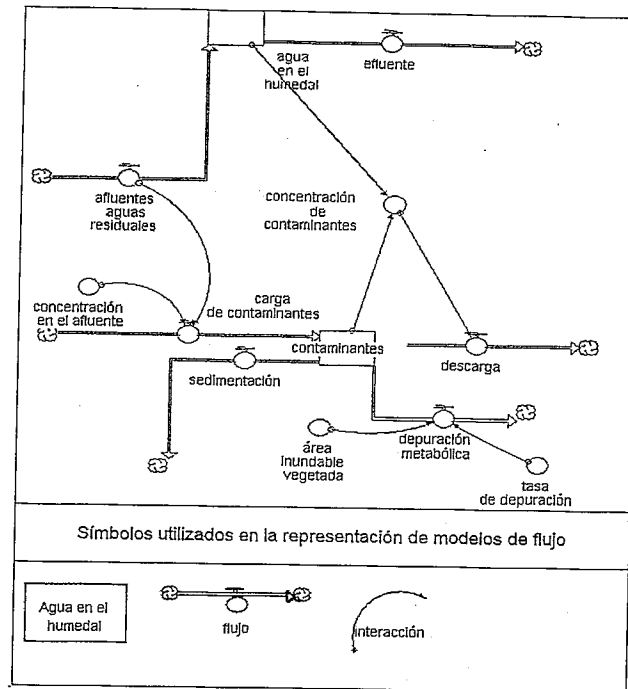 agua
en el
humedal
efluente
afluentes
aguas
residuales
concentración
de
contaminantes
concentración
en el afluente
carga
de contaminantes
contaminantes
sedimentación
descarga
área
inundable
vegetada
depuración
metabólica
tasa
de depuración
Símbolos utilizados en la representación de modelos de flujo
Agua en el
humedal
flujo
interacción